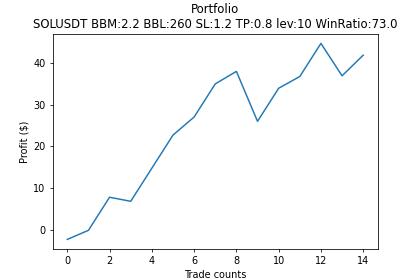 Portfolio
SOLUSDT BBM:2.2 BBL:260 SL:1.2 TP:0.8 lev:10 WinRatio:73.0
Profit ($)
40
30
20
10
0
0 2 4 6 8 10 12 14
Trade counts